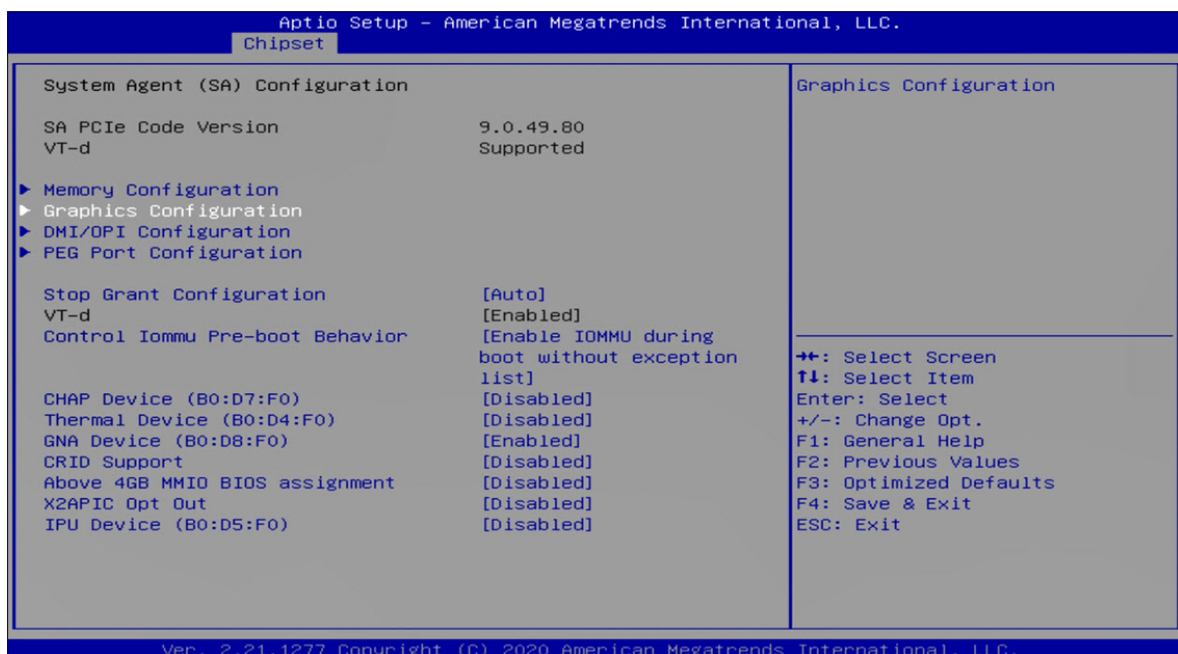 Aptio Setup – American Megatrends International, LLC.
Chipset
System Agent (SA) Configuration
Graphics Configuration
SA PCIe Code Version 9.0.49.80
VT-d Supported
► Memory Configuration
► Graphics Configuration
► DMI/OPI Configuration
► PEG Port Configuration
Stop Grant Configuration [Auto]
VT-d [Enabled]
Control Iommu Pre-boot Behavior [Enable IOMMU during
boot without exception
list]
CHAP Device (B0:D7:F0) [Disabled]
Thermal Device (B0:D4:F0) [Disabled]
GNA Device (B0:D8:F0) [Enabled]
CRID Support [Disabled]
Above 4GB MMIO BIOS assignment [Disabled]
X2APIC Opt Out [Disabled]
IPU Device (B0:D5:F0) [Disabled]
→←: Select Screen
↑↓: Select Item
Enter: Select
+/-: Change Opt.
F1: General Help
F2: Previous Values
F3: Optimized Defaults
F4: Save & Exit
ESC: Exit
Ver. 2.21.1277 Copyright (C) 2020 American Megatrends International, LLC.